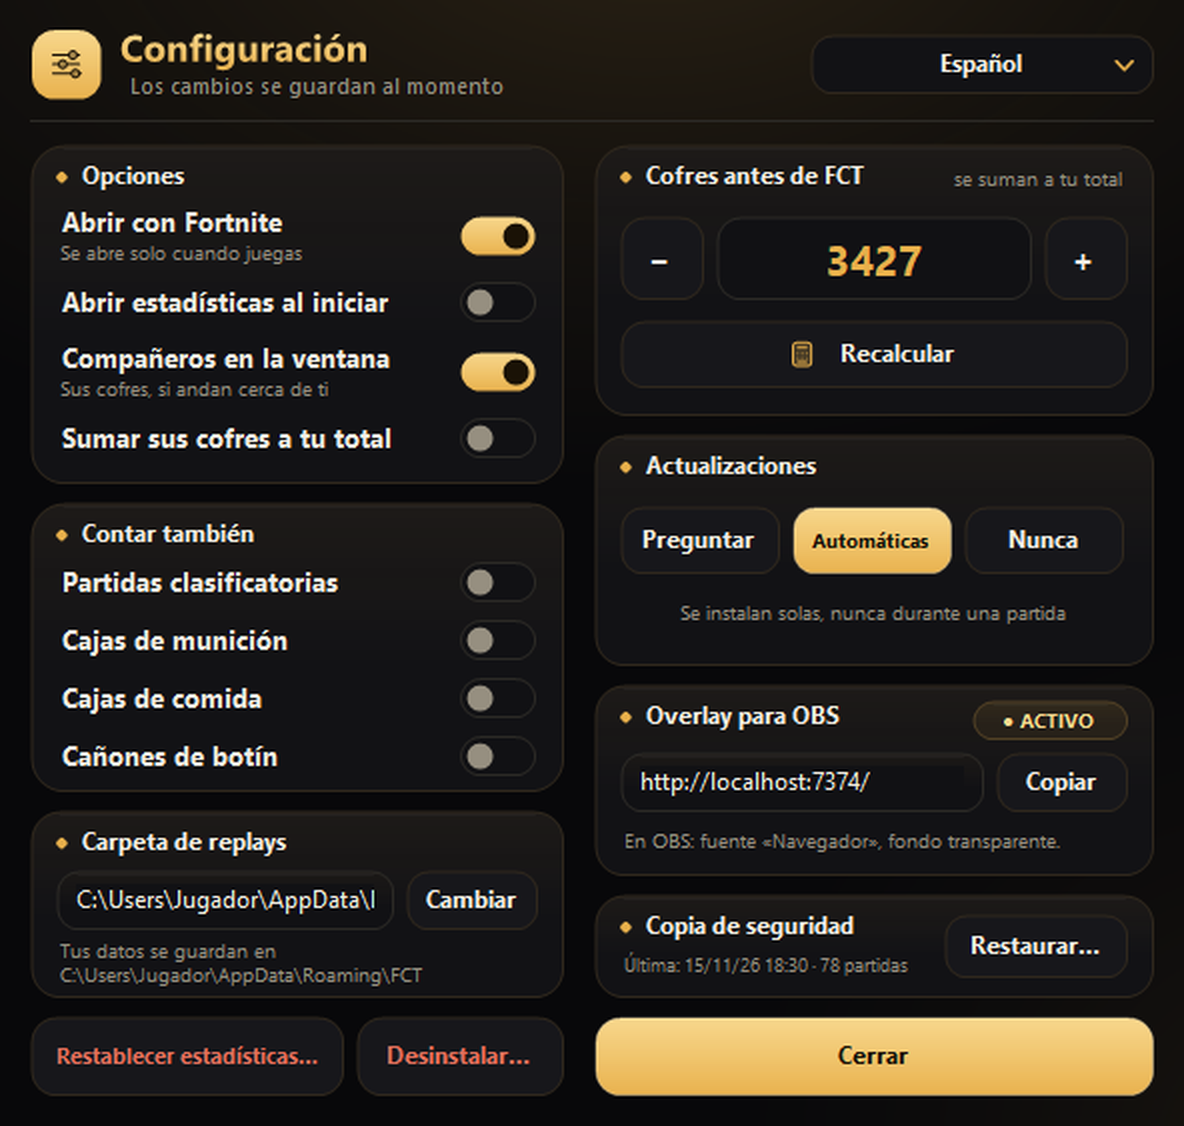 Configuración
Los cambios se guardan al momento
Español
Opciones
Abrir con Fortnite
Se abre solo cuando juegas
Abrir estadísticas al iniciar
Compañeros en la ventana
Sus cofres, si andan cerca de ti
Sumar sus cofres a tu total
Contar también
Partidas clasificatorias
Cajas de munición
Cajas de comida
Cañones de botín
Carpeta de replays
C:\Users\Jugador\AppData\l
Cambiar
Tus datos se guardan en
C:\Users\Jugador\AppData\Roaming\FCT
Restablecer estadísticas...
Desinstalar...
Cofres antes de FCT
se suman a tu total
− 3427 +
Recalcular
Actualizaciones
Preguntar
Automáticas
Nunca
Se instalan solas, nunca durante una partida
Overlay para OBS
• ACTIVO
http://localhost:7374/
Copiar
En OBS: fuente «Navegador», fondo transparente.
Copia de seguridad
Última: 15/11/26 18:30 · 78 partidas
Restaurar...
Cerrar